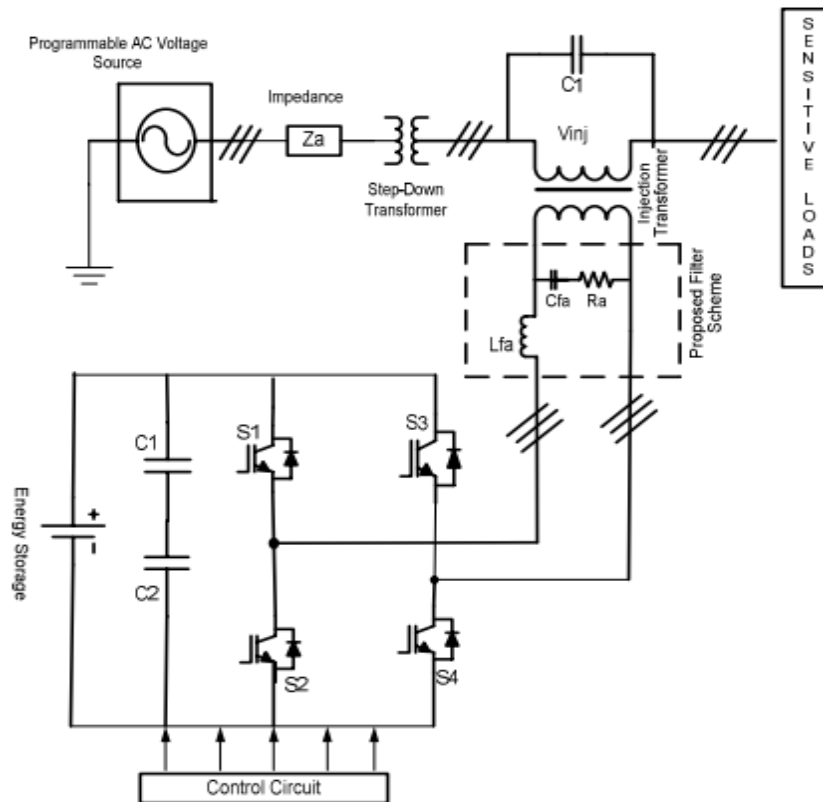 Programmable AC Voltage
Source
Impedance
Za
Step-Down
Transformer
C1
Vinj
Injection
Transformer
SENSITIVE LOADS
Cfa
Ra
Lfa
Proposed Filter
Scheme
Energy Storage
+
-
C1
C2
S1
S3
S2
S4
Control Circuit